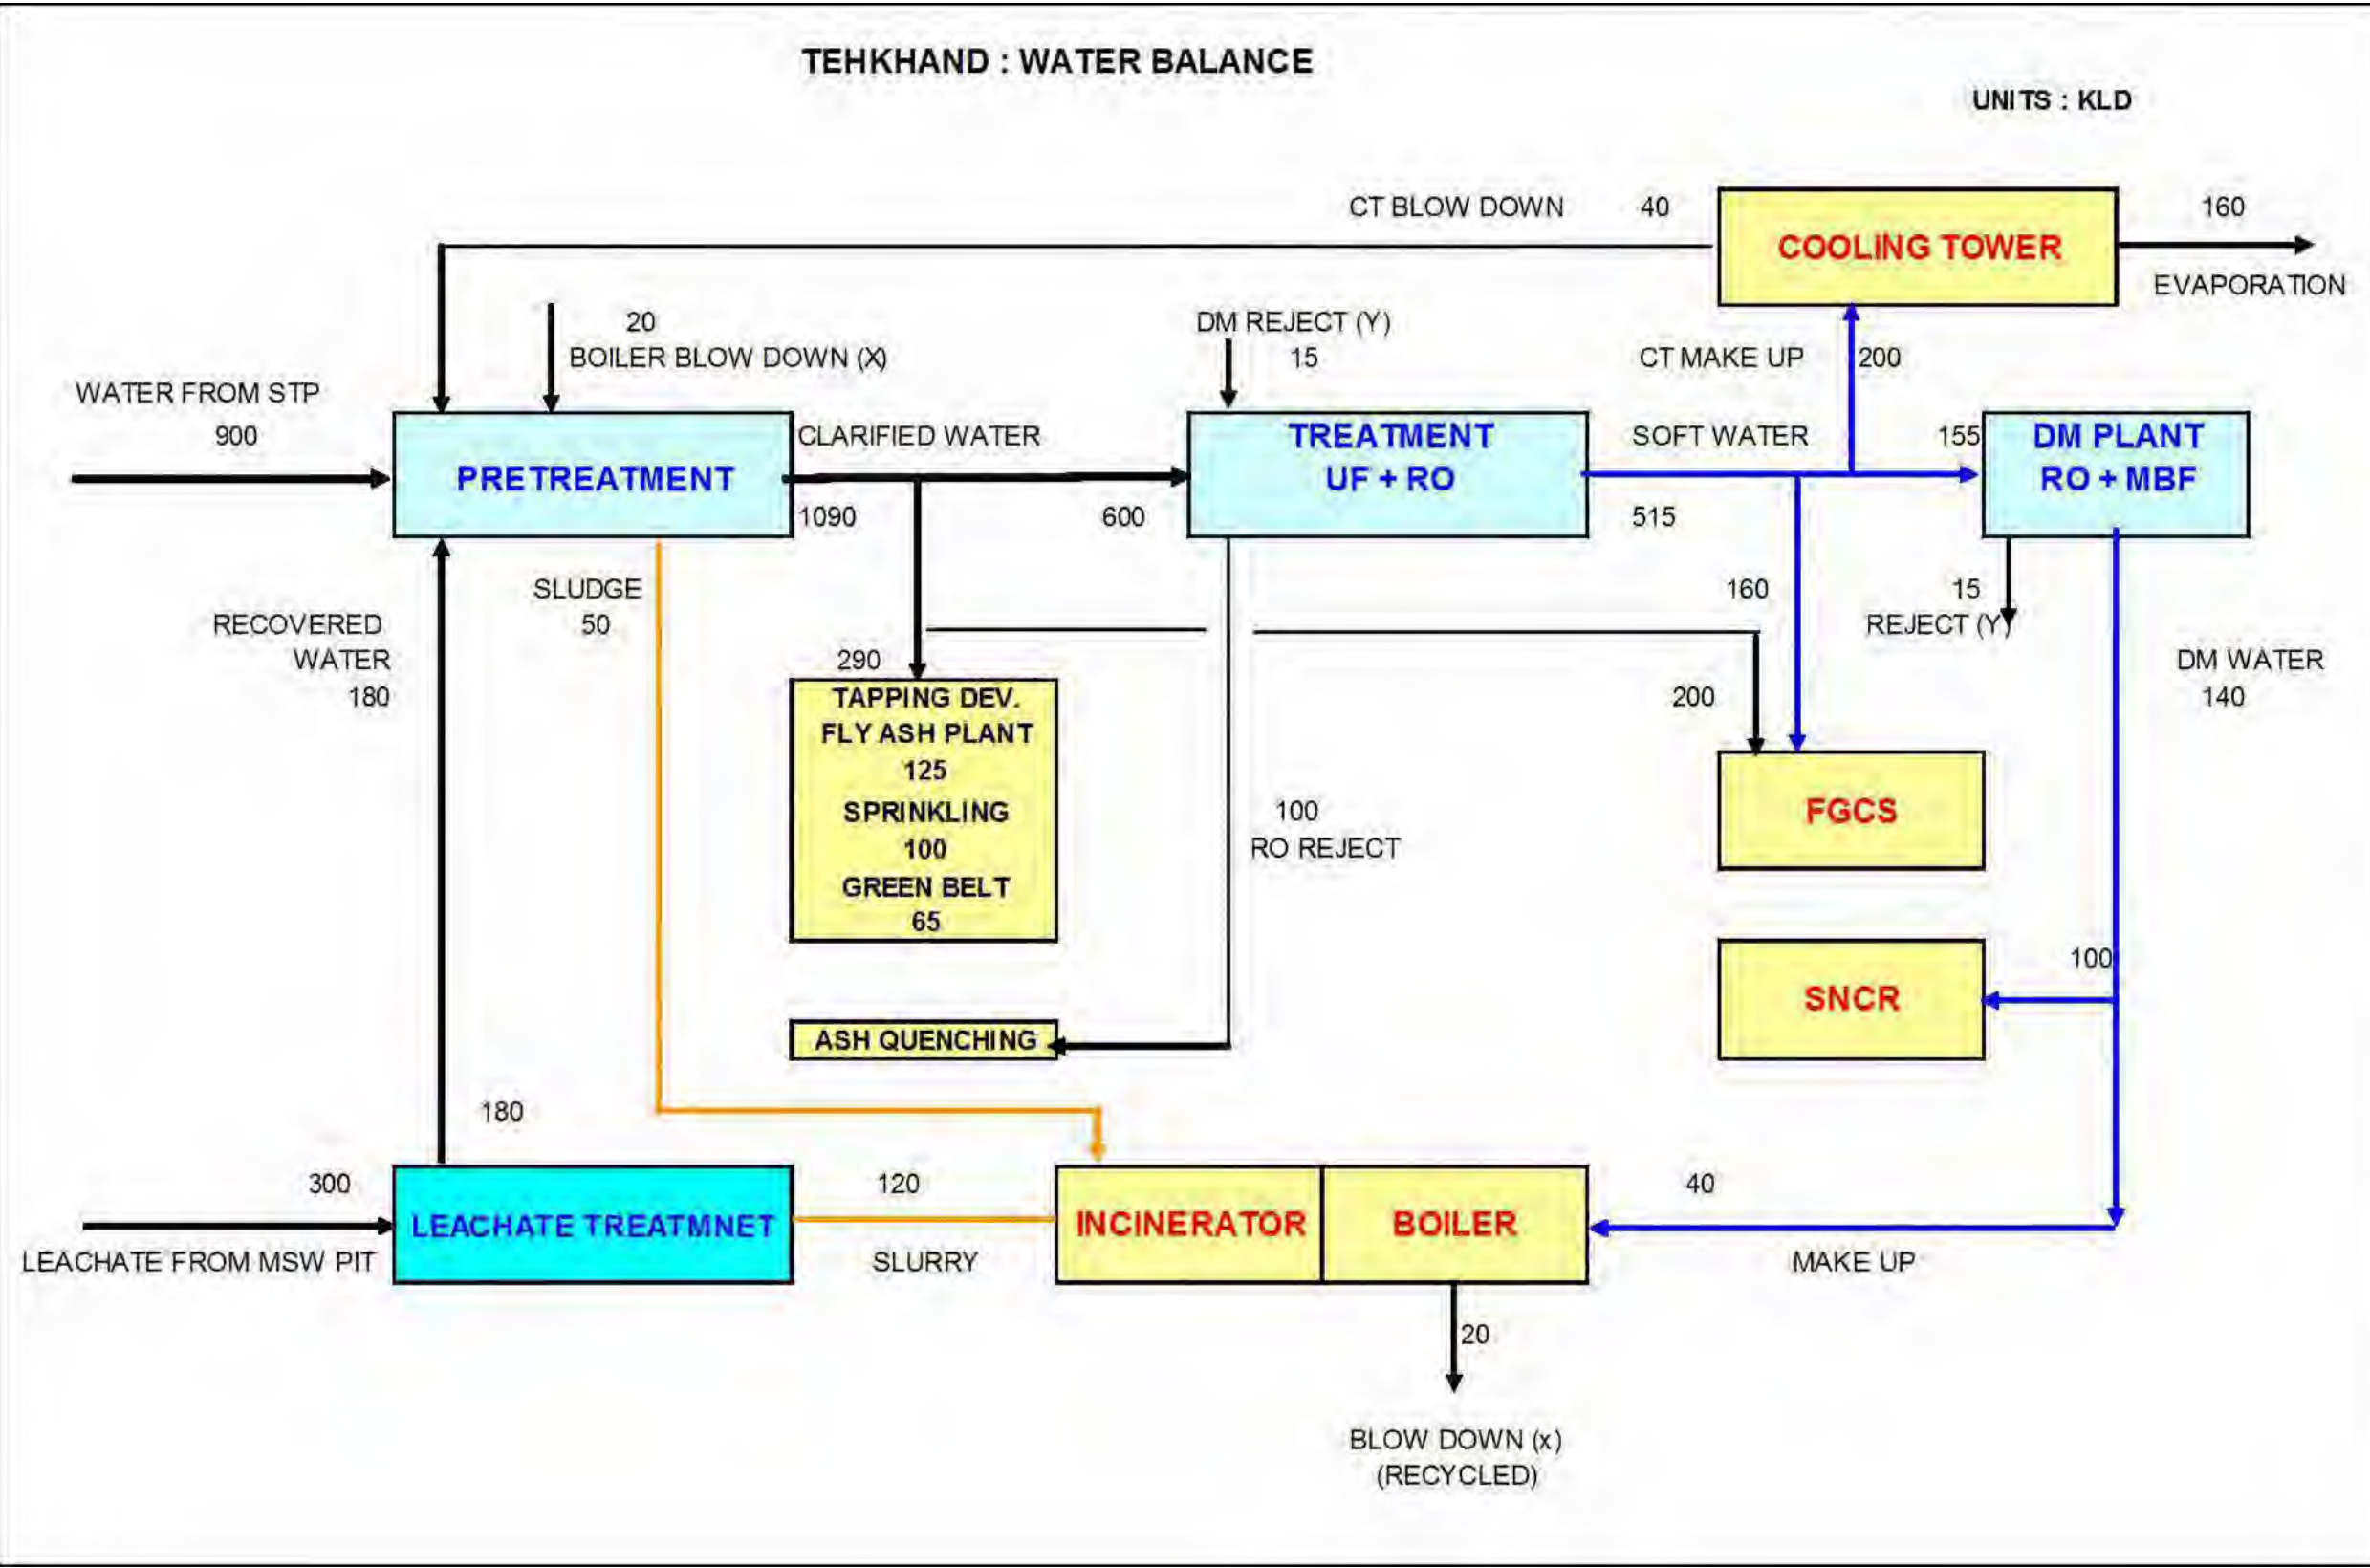 TEHKHAND : WATER BALANCE
UNITS : KLD
CT BLOW DOWN 40
COOLING TOWER
160
EVAPORATION
20
BOILER BLOW DOWN (X)
DM REJECT (Y)
15
CT MAKE UP 200
WATER FROM STP
900
PRETREATMENT
CLARIFIED WATER
1090
600
TREATMENT
UF + RO
SOFT WATER
515
155
DM PLANT
RO + MBF
RECOVERED
WATER
180
SLUDGE
50
160
15
REJECT (Y)
DM WATER
140
290
TAPPING DEV.
FLY ASH PLANT
125
SPRINKLING
100
GREEN BELT
65
200
FGCS
100
RO REJECT
100
SNCR
ASH QUENCHING
180
300
LEACHATE FROM MSW PIT
LEACHATE TREATMNET
120
SLURRY
INCINERATOR
BOILER
40
MAKE UP
20
BLOW DOWN (x)
(RECYCLED)